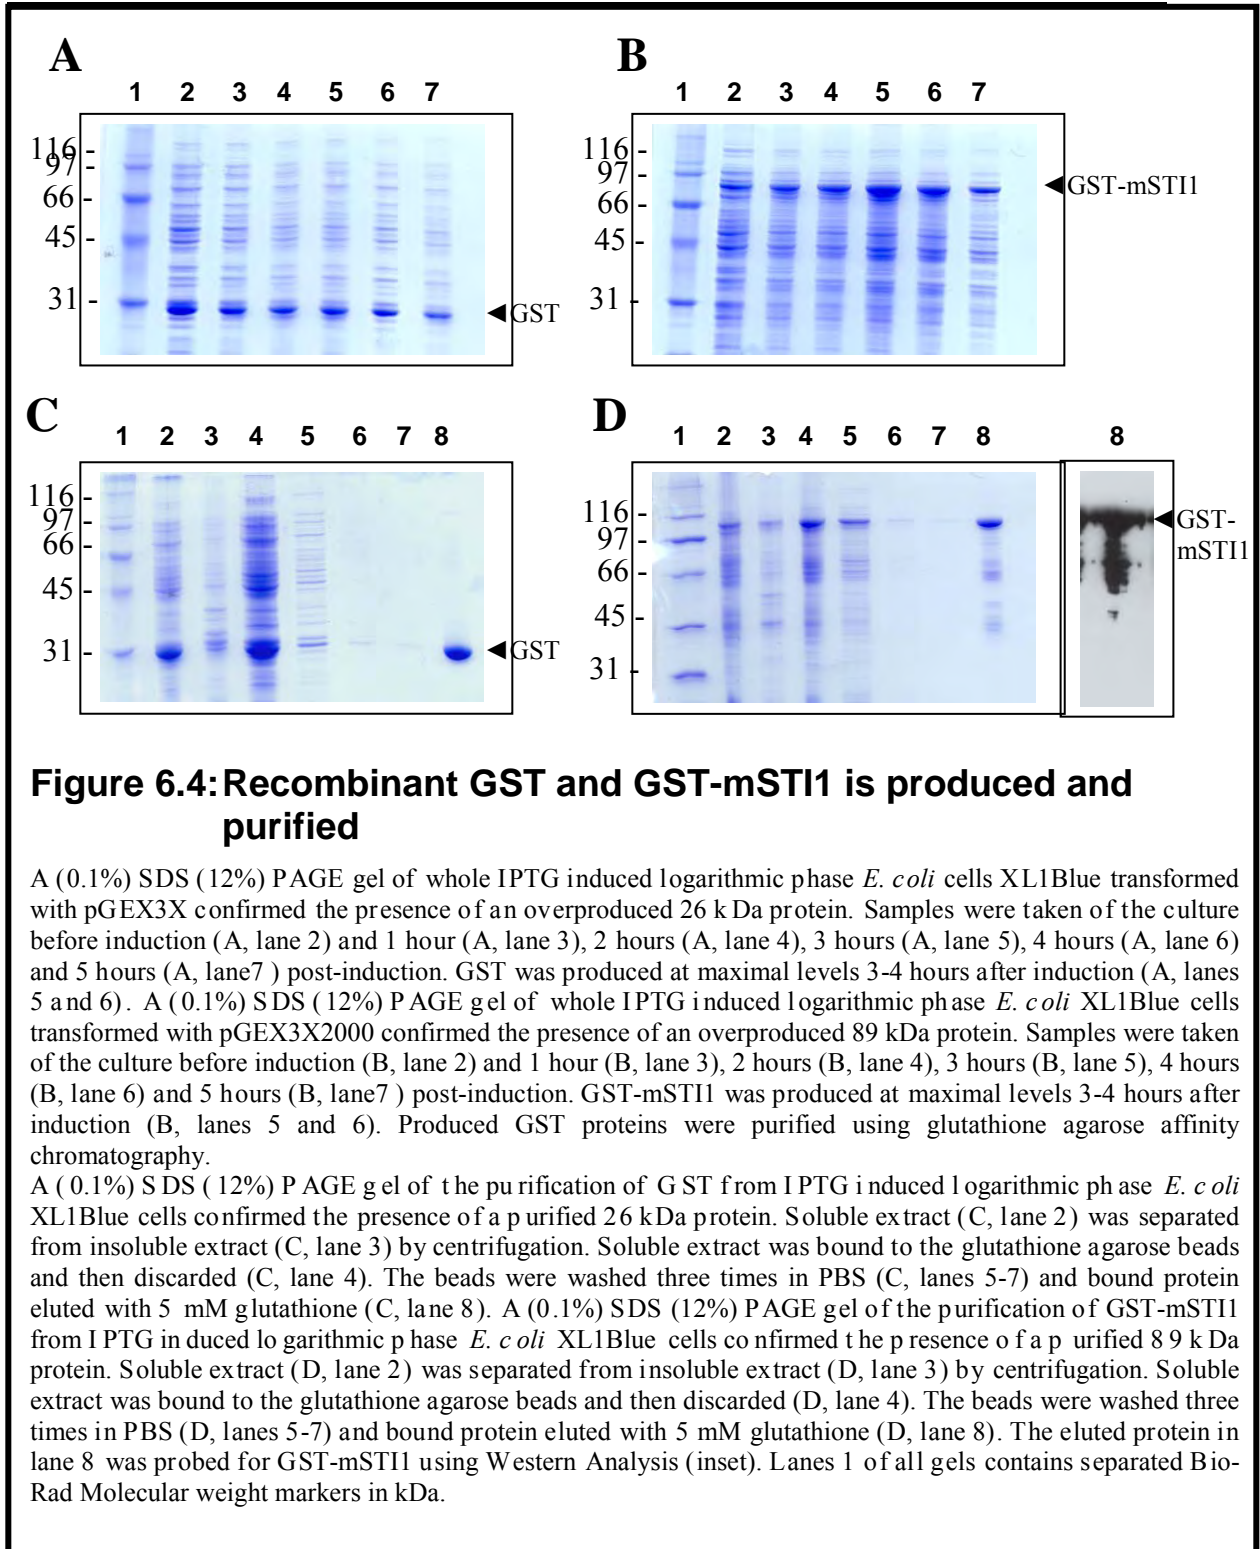 A
1 2 3 4 5 6 7
116 -
97 -
66 -
45 -
31 -
GST
B
1 2 3 4 5 6 7
116 -
97 -
66 -
45 -
31 -
GST-mSTI1
C
1 2 3 4 5 6 7 8
116 -
97 -
66 -
45 -
31 -
GST
D
1 2 3 4 5 6 7 8
116 -
97 -
66 -
45 -
31 -
8
GST-
mSTI1
Figure 6.4: Recombinant GST and GST-mSTI1 is produced and
purified
A (0.1%) SDS (12%) PAGE gel of whole IPTG induced logarithmic phase E. coli cells XL1Blue transformed
with pGEX3X confirmed the presence of an overproduced 26 kDa protein. Samples were taken of the culture
before induction (A, lane 2) and 1 hour (A, lane 3), 2 hours (A, lane 4), 3 hours (A, lane 5), 4 hours (A, lane 6)
and 5 hours (A, lane7 ) post-induction. GST was produced at maximal levels 3-4 hours after induction (A, lanes
5 and 6). A (0.1%) SDS (12%) PAGE gel of whole IPTG induced logarithmic phase E. coli XL1Blue cells
transformed with pGEX3X2000 confirmed the presence of an overproduced 89 kDa protein. Samples were taken
of the culture before induction (B, lane 2) and 1 hour (B, lane 3), 2 hours (B, lane 4), 3 hours (B, lane 5), 4 hours
(B, lane 6) and 5 hours (B, lane7 ) post-induction. GST-mSTI1 was produced at maximal levels 3-4 hours after
induction (B, lanes 5 and 6). Produced GST proteins were purified using glutathione agarose affinity
chromatography.
A (0.1%) SDS (12%) PAGE gel of the purification of GST from IPTG induced logarithmic phase E. coli
XL1Blue cells confirmed the presence of a purified 26 kDa protein. Soluble extract (C, lane 2) was separated
from insoluble extract (C, lane 3) by centrifugation. Soluble extract was bound to the glutathione agarose beads
and then discarded (C, lane 4). The beads were washed three times in PBS (C, lanes 5-7) and bound protein
eluted with 5 mM glutathione (C, lane 8). A (0.1%) SDS (12%) PAGE gel of the purification of GST-mSTI1
from IPTG induced logarithmic phase E. coli XL1Blue cells confirmed the presence of a purified 89 kDa
protein. Soluble extract (D, lane 2) was separated from insoluble extract (D, lane 3) by centrifugation. Soluble
extract was bound to the glutathione agarose beads and then discarded (D, lane 4). The beads were washed three
times in PBS (D, lanes 5-7) and bound protein eluted with 5 mM glutathione (D, lane 8). The eluted protein in
lane 8 was probed for GST-mSTI1 using Western Analysis (inset). Lanes 1 of all gels contains separated Bio-
Rad Molecular weight markers in kDa.